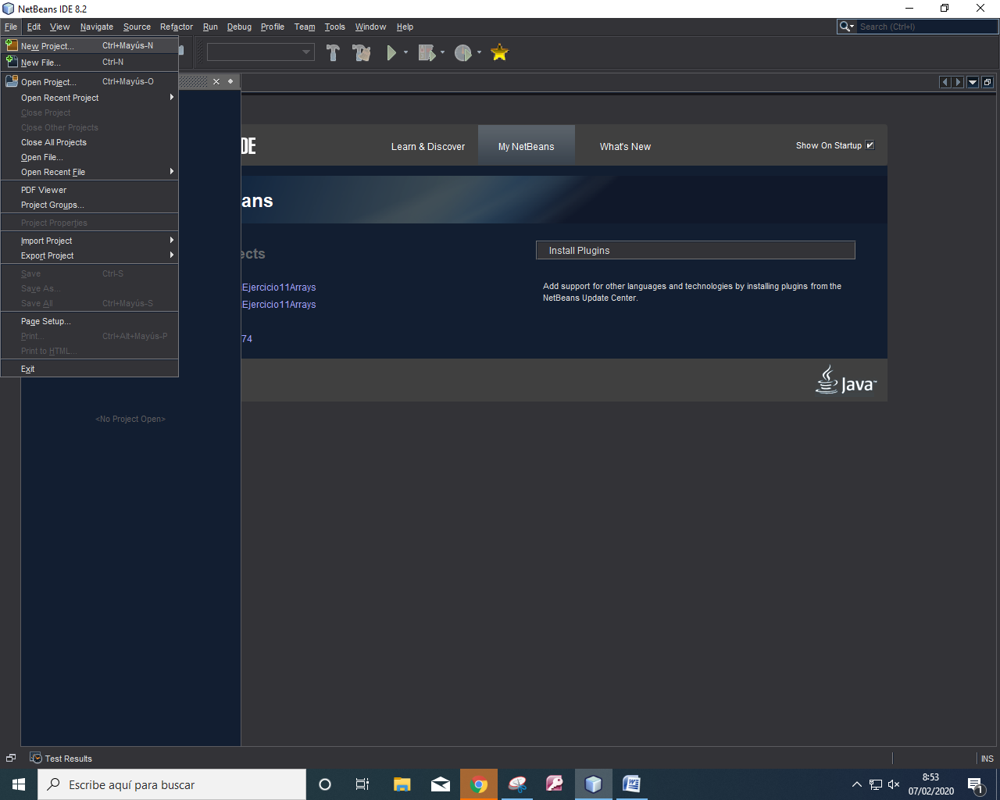 NetBeans IDE 8.2
File Edit View Navigate Source Refactor Run Debug Profile Team Tools Window Help
Search (Ctrl+I)
New Project... Ctrl+Mayús-N
New File... Ctrl-N
Open Project... Ctrl+Mayús-O
Open Recent Project
Close Project
Close Other Projects
Close All Projects
Open File...
Open Recent File
PDF Viewer
Project Groups...
Project Properties
Import Project
Export Project
Save Ctrl-S
Save As...
Save All Ctrl+Mayús-S
Page Setup...
Print... Ctrl+Alt+Mayús-P
Print to HTML...
Exit
<No Project Open>
DE
Learn & Discover
My NetBeans
What's New
Show On Startup
ans
ects
Ejercicio11Arrays
Ejercicio11Arrays
74
Install Plugins
Add support for other languages and technologies by installing plugins from the
NetBeans Update Center.
Java™
Test Results
INS
Escribe aquí para buscar
8:53
07/02/2020
1